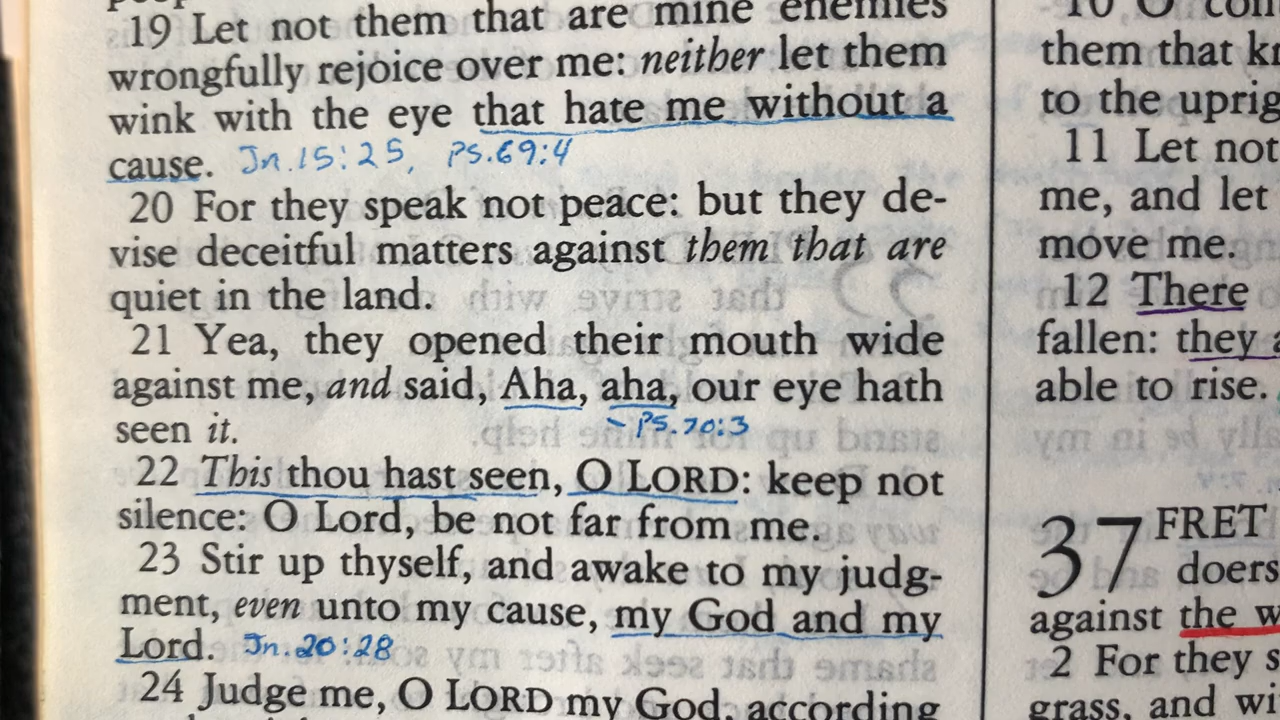 19 Let not them that are mine enemies
wrongfully rejoice over me: neither let them
wink with the eye that hate me without a
cause. Jn.15:25, PS.69:4
20 For they speak not peace: but they de-
vise deceitful matters against them that are
quiet in the land.
21 Yea, they opened their mouth wide
against me, and said, Aha, aha, our eye hath
seen it. ~PS.70:3
22 This thou hast seen, O LORD: keep not
silence: O Lord, be not far from me.
23 Stir up thyself, and awake to my judg-
ment, even unto my cause, my God and my
Lord. Jn.20:28
24 Judge me, O LORD my God, according
10 O
them that
to the
11 Let not
me, and let
move me.
12 There
fallen: they
able to rise.
37 FRET
doers
against the
2 For they
grass, and